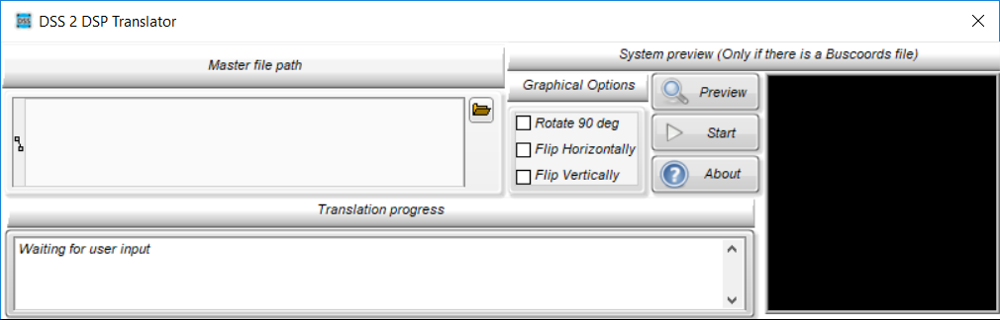 DSS 2 DSP Translator
Master file path
System preview (Only if there is a Buscoords file)
Graphical Options
Rotate 90 deg
Flip Horizontally
Flip Vertically
Preview
Start
About
Translation progress
Waiting for user input